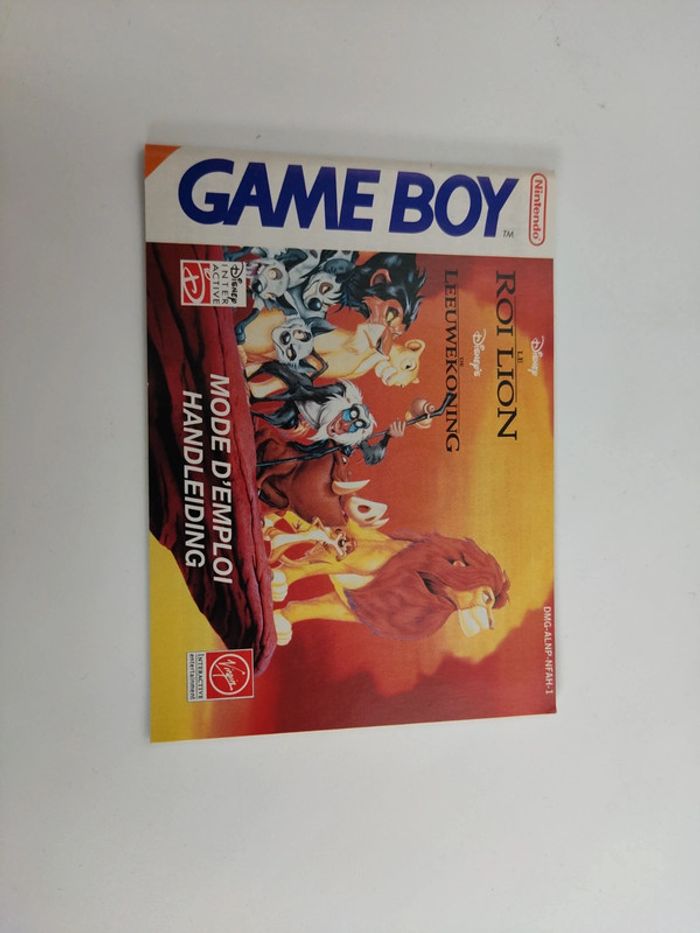 GAME BOY
TM
Nintendo
DMG-ALNP-NFAH-1
Disney
LE
ROI LION
Disney's
DE
LEEUWEKONING
MODE D'EMPLOI
HANDLEIDING
DISNEY
INTER
ACTIVE
Virgin
INTERACTIVE
entertainment